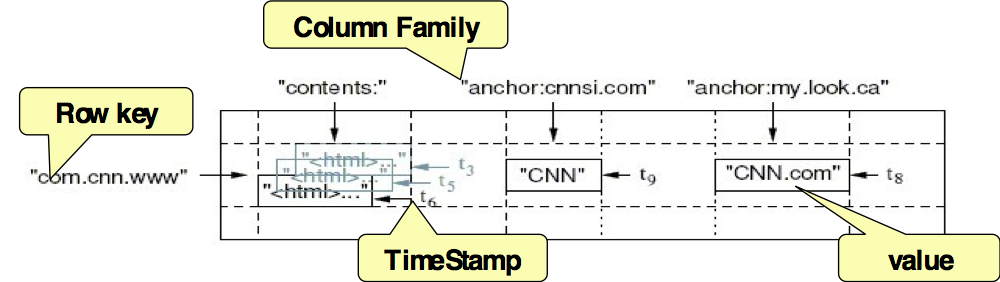 Column Family
"contents:" "anchor:cnnsi.com" "anchor:my.look.ca"
Row key
"<html>..." t3
"com.cnn.www" "<html>..." t5 "CNN" t9 "CNN.com" t8
"<html>..." t6
TimeStamp value